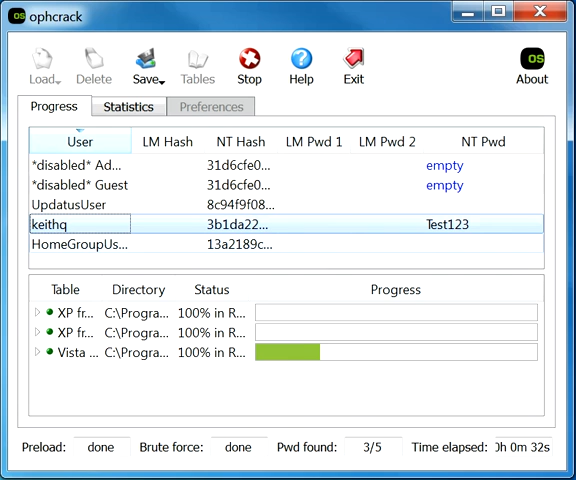 OS ophcrack
Load Delete Save Tables Stop Help Exit OS About
Progress Statistics Preferences
User LM Hash NT Hash LM Pwd 1 LM Pwd 2 NT Pwd
*disabled* Ad... 31d6cfe0... empty
*disabled* Guest 31d6cfe0... empty
UpdatusUser 8c94f9f08...
keithq 3b1da22... Test123
HomeGroupUs... 13a2189c...
Table Directory Status Progress
XP fr... C:\Progra... 100% in R...
XP fr... C:\Progra... 100% in R...
Vista ... C:\Progra... 100% in R...
Preload: done Brute force: done Pwd found: 3/5 Time elapsed: 0h 0m 32s